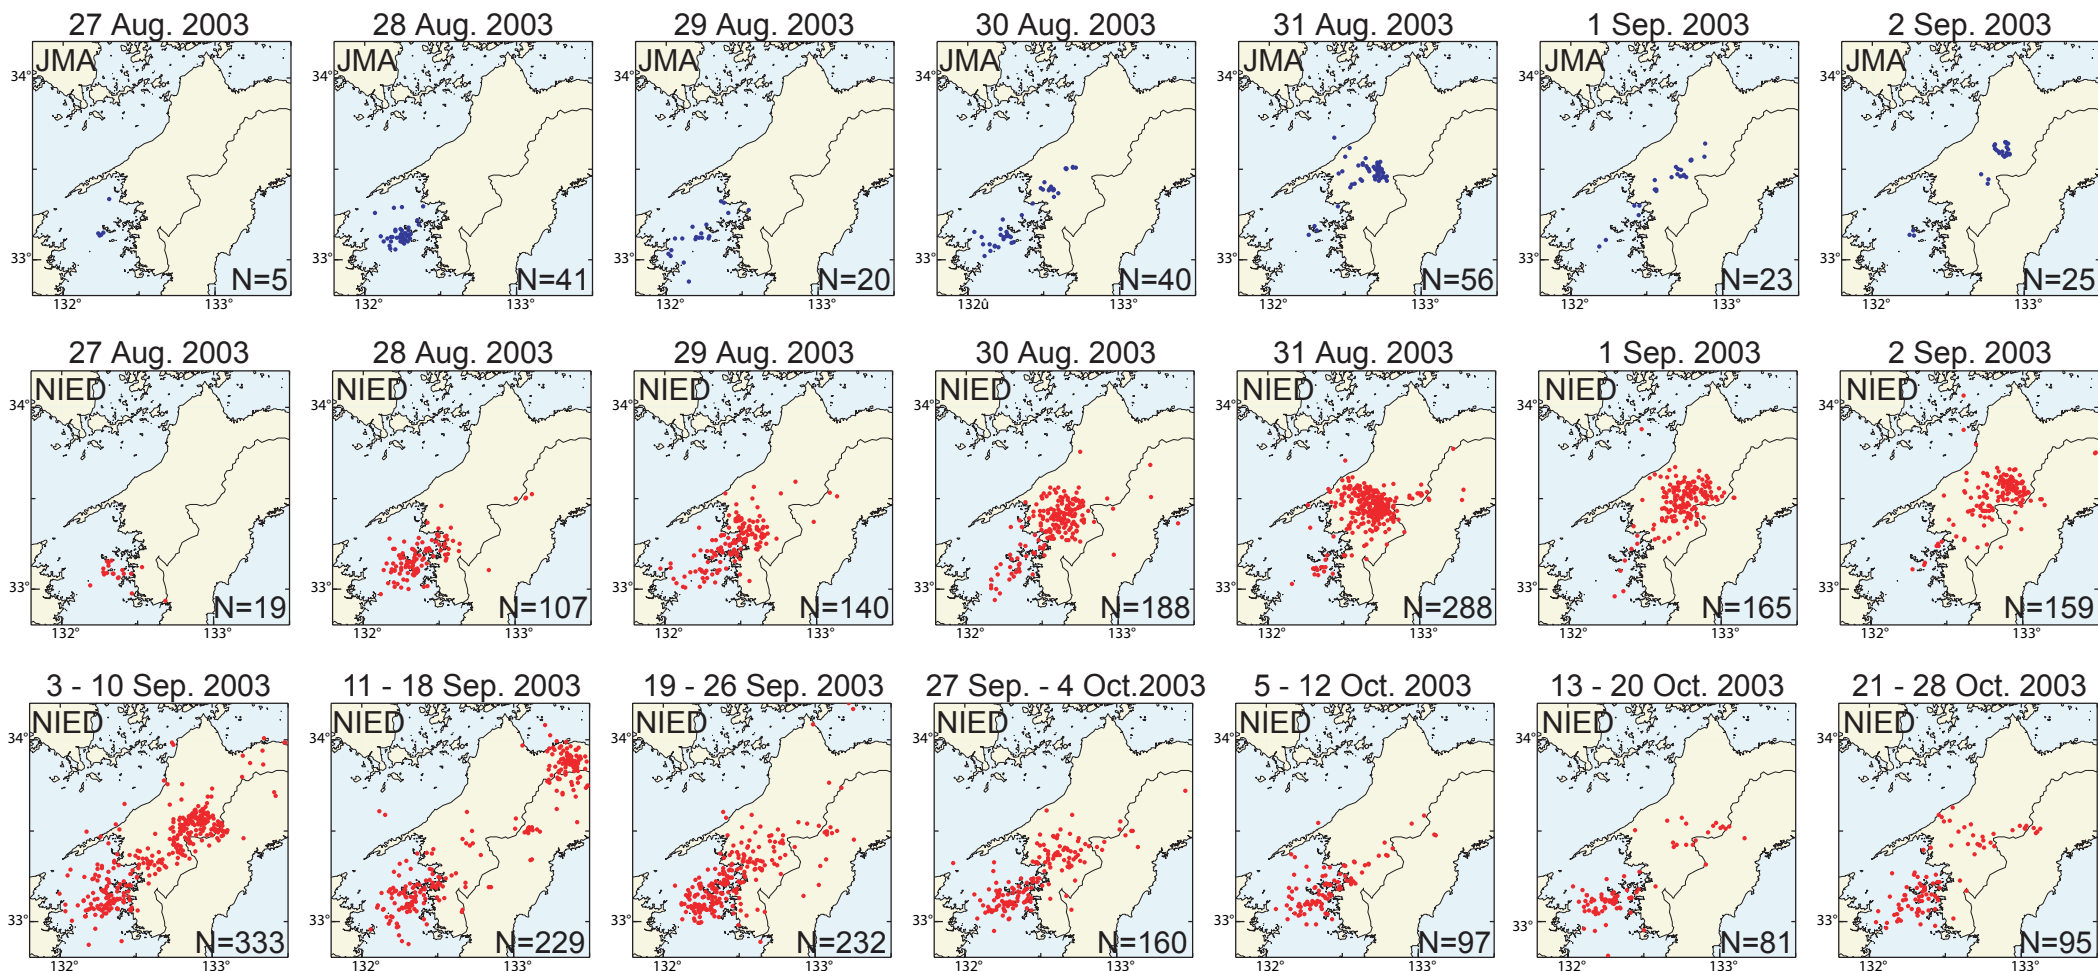 27 Aug. 2003 28 Aug. 2003 29 Aug. 2003 30 Aug. 2003 31 Aug. 2003 1 Sep. 2003 2 Sep. 2003
JMA JMA JMA JMA JMA JMA JMA
34° 34° 34° 34° 34° 34° 34°
33° 33° 33° 33° 33° 33° 33°
N=5 N=41 N=20 N=40 N=56 N=23 N=25
132° 133° 132° 133° 132° 133° 132û 133° 132° 133° 132° 133° 132° 133°
27 Aug. 2003 28 Aug. 2003 29 Aug. 2003 30 Aug. 2003 31 Aug. 2003 1 Sep. 2003 2 Sep. 2003
NIED NIED NIED NIED NIED NIED NIED
34° 34° 34° 34° 34° 34° 34°
33° 33° 33° 33° 33° 33° 33°
N=19 N=107 N=140 N=188 N=288 N=165 N=159
132° 133° 132° 133° 132° 133° 132° 133° 132° 133° 132° 133° 132° 133°
3 - 10 Sep. 2003 11 - 18 Sep. 2003 19 - 26 Sep. 2003 27 Sep. - 4 Oct.2003 5 - 12 Oct. 2003 13 - 20 Oct. 2003 21 - 28 Oct. 2003
NIED NIED NIED NIED NIED NIED NIED
34° 34° 34° 34° 34° 34° 34°
33° 33° 33° 33° 33° 33° 33°
N=333 N=229 N=232 N=160 N=97 N=81 N=95
132° 133° 132° 133° 132° 133° 132° 133° 132° 133° 132° 133° 132° 133°